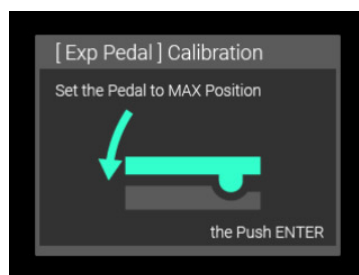 [ Exp Pedal ] Calibration
Set the Pedal to MAX Position
the Push ENTER